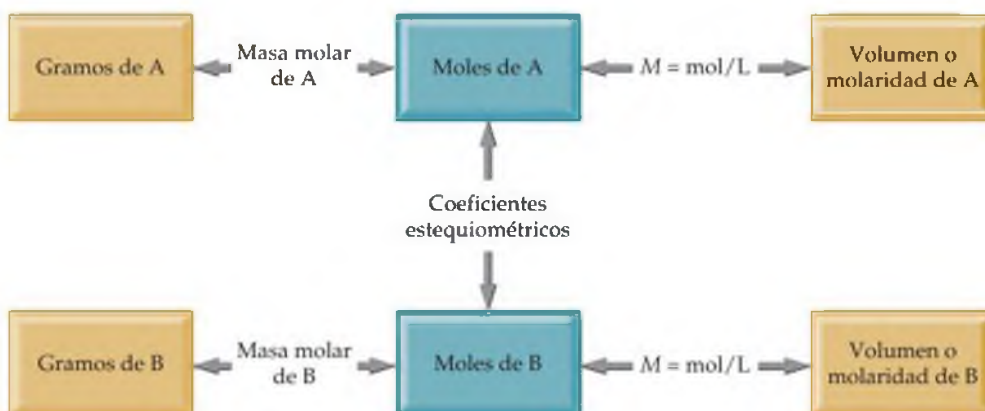 Gramos de A
Masa molar
de A
Moles de A
M = mol/L
Volumen o
molaridad de A
Coeficientes
estequiométricos
Gramos de B
Masa molar
de B
Moles de B
M = mol/L
Volumen o
molaridad de B